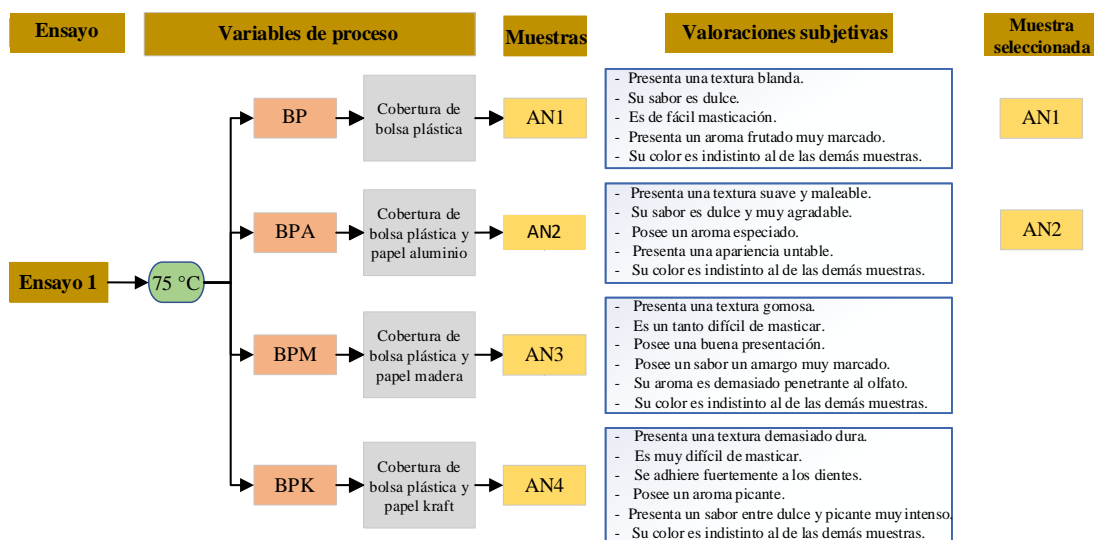 Ensayo
Variables de proceso
Muestras
Valoraciones subjetivas
Muestra
seleccionada
Ensayo 1
75 °C
BP
Cobertura de
bolsa plástica
AN1
- Presenta una textura blanda.
- Su sabor es dulce.
- Es de fácil masticación.
- Presenta un aroma frutado muy marcado.
- Su color es indistinto al de las demás muestras.
AN1
BPA
Cobertura de
bolsa plástica y
papel aluminio
AN2
- Presenta una textura suave y maleable.
- Su sabor es dulce y muy agradable.
- Posee un aroma especiado.
- Presenta una apariencia untable.
- Su color es indistinto al de las demás muestras.
AN2
BPM
Cobertura de
bolsa plástica y
papel madera
AN3
- Presenta una textura gomosa.
- Es un tanto difícil de masticar.
- Posee una buena presentación.
- Posee un sabor un amargo muy marcado.
- Su aroma es demasiado penetrante al olfato.
- Su color es indistinto al de las demás muestras.
BPK
Cobertura de
bolsa plástica y
papel kraft
AN4
- Presenta una textura demasiado dura.
- Es muy difícil de masticar.
- Se adhiere fuertemente a los dientes.
- Posee un aroma picante.
- Presenta un sabor entre dulce y picante muy intenso.
- Su color es indistinto al de las demás muestras.